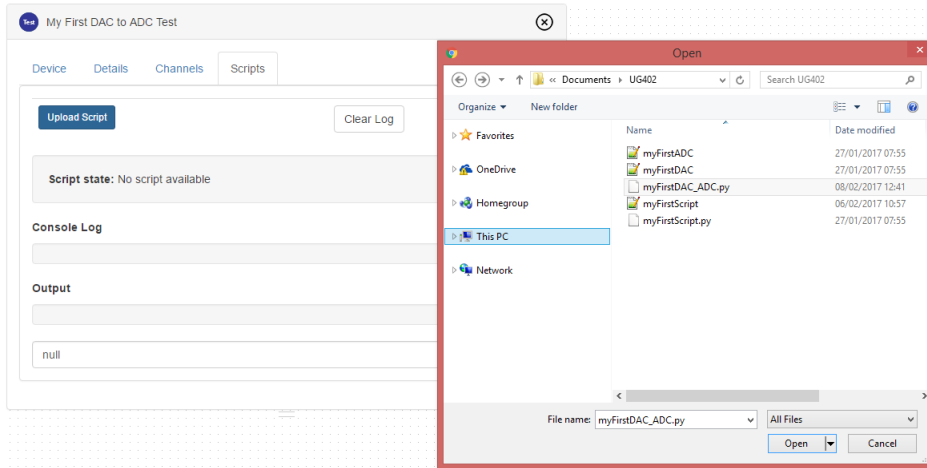 Test My First DAC to ADC Test
Device Details Channels Scripts
Upload Script
Clear Log
Script state: No script available
Console Log
Output
null
Open
« Documents UG402
Search UG402
Organize New folder
Favorites
OneDrive
Homegroup
This PC
Network
Name Date modified
myFirstADC 27/01/2017 07:55
myFirstDAC 27/01/2017 07:55
myFirstDAC_ADC.py 08/02/2017 12:41
myFirstScript 06/02/2017 10:57
myFirstScript.py 27/01/2017 07:55
File name: myFirstDAC_ADC.py All Files
Open Cancel